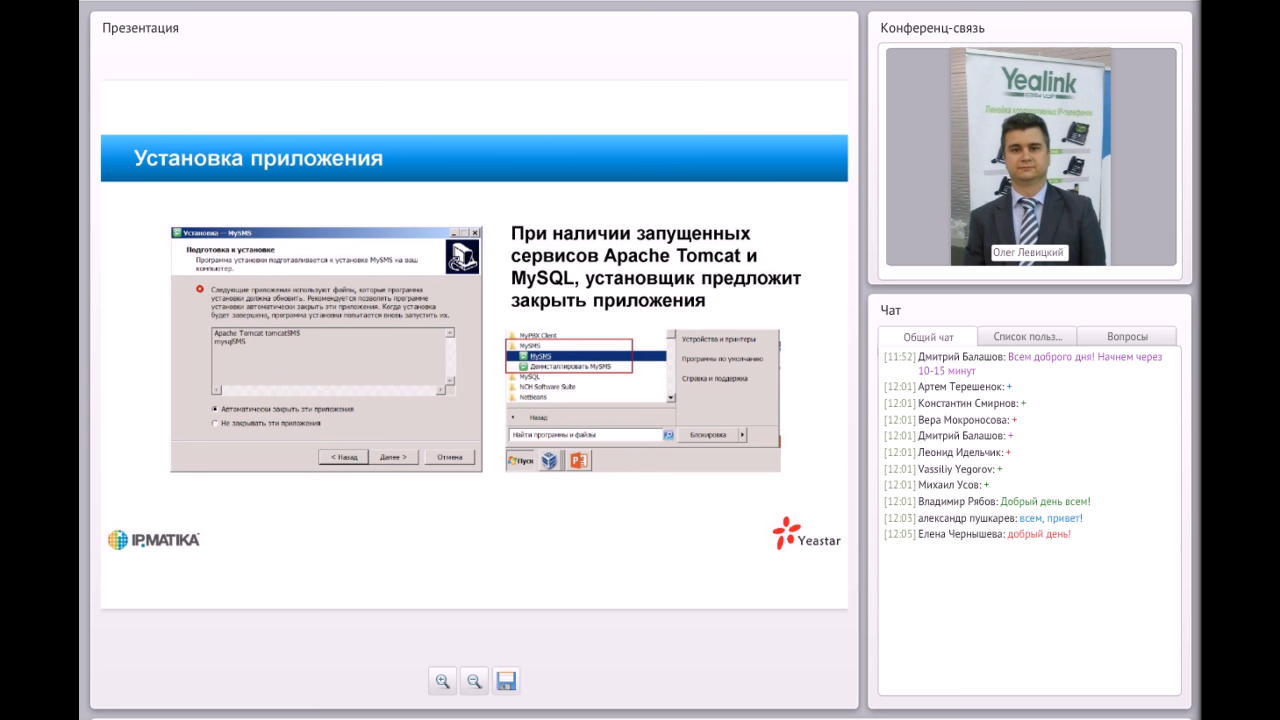 Презентация
Установка приложения
Установка — MySMS
Подготовка к установке
Программа установки подготавливается к установке MySMS на ваш
компьютер.
Следующие приложения используют файлы, которые программа
установки должна обновить. Рекомендуется позволить программе
установки автоматически закрыть эти приложения. Когда установка
будет завершена, программа установки попытается вновь запустить их.
Apache Tomcat tomcatSMS
mysqlSMS
Автоматически закрыть эти приложения
Не закрывать эти приложения
< Назад
Далее >
Отмена
При наличии запущенных
сервисов Apache Tomcat и
MySQL, установщик предложит
закрыть приложения
MyPBX Client
MySMS
MySMS
Деинсталлировать MySMS
MySQL
NCH Software Suite
NetBeans
Назад
Найти программы и файлы
Устройства и принтеры
Программы по умолчанию
Справка и поддержка
Блокировка
Пуск
IPMATIKA
Yeastar
Конференц-связь
Yealink
Олег Левицкий
Чат
Общий чат
Список польз...
Вопросы
[11:52] Дмитрий Балашов: Всем доброго дня! Начнем через
10-15 минут
[12:01] Артем Терешенок: +
[12:01] Константин Смирнов: +
[12:01] Вера Мокроносова: +
[12:01] Дмитрий Балашов: +
[12:01] Леонид Идельчик: +
[12:01] Vassiliy Yegorov: +
[12:01] Михаил Усов: +
[12:01] Владимир Рябов: Добрый день всем!
[12:03] александр пушкарев: всем, привет!
[12:05] Елена Чернышева: добрый день!